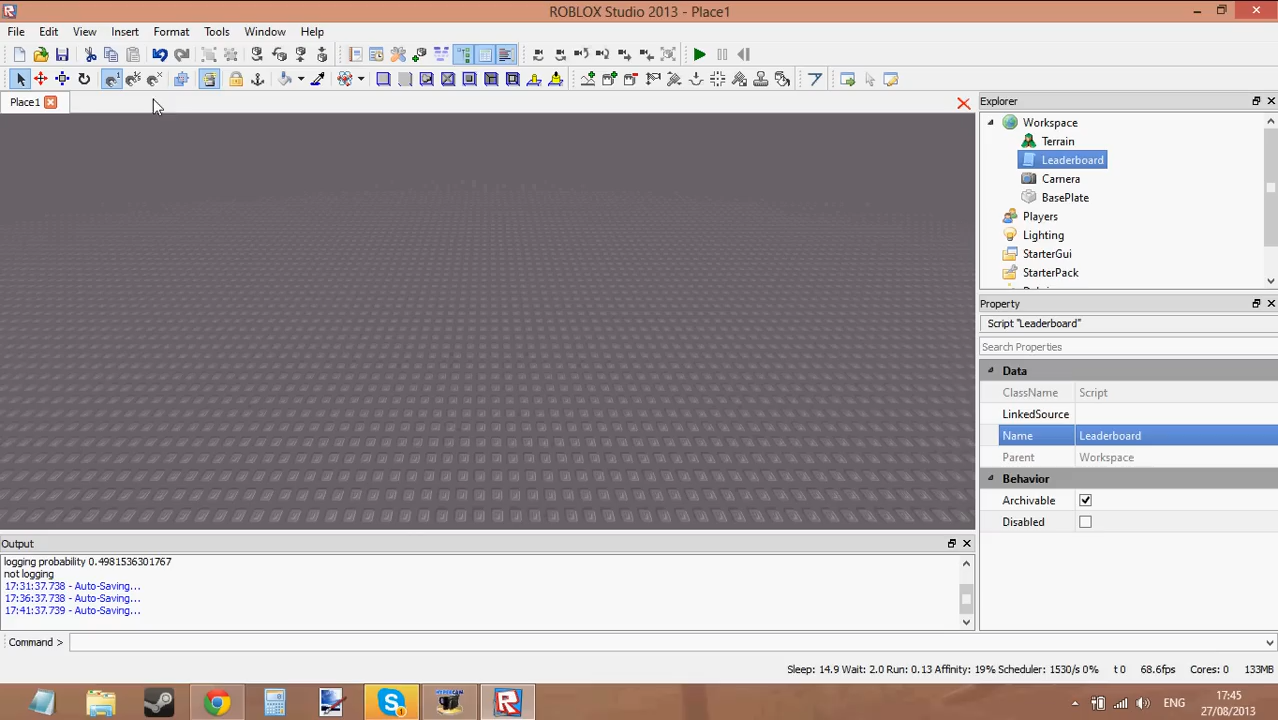 ROBLOX Studio 2013 - Place1
File Edit View Insert Format Tools Window Help
Place1
Explorer
Workspace
Terrain
Leaderboard
Camera
BasePlate
Players
Lighting
StarterGui
StarterPack
Property
Script "Leaderboard"
Search Properties
Data
ClassName Script
LinkedSource
Name Leaderboard
Parent Workspace
Behavior
Archivable
Disabled
Output
logging probability 0.4981536301767
not logging
17:31:37.738 - Auto-Saving...
17:36:37.738 - Auto-Saving...
17:41:37.739 - Auto-Saving...
Command >
Sleep: 14.9 Wait: 2.0 Run: 0.13 Affinity: 19% Scheduler: 1530/s 0% t 0 68.6fps Cores: 0 133MB
ENG
17:45
27/08/2013